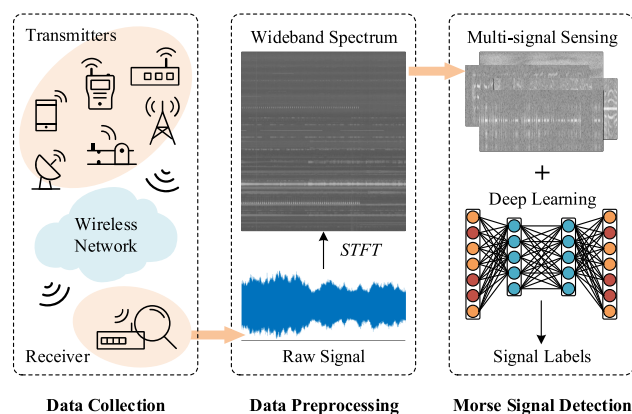 Transmitters
Wireless
Network
Receiver
Data Collection
Wideband Spectrum
STFT
Raw Signal
Data Preprocessing
Multi-signal Sensing
+
Deep Learning
Signal Labels
Morse Signal Detection